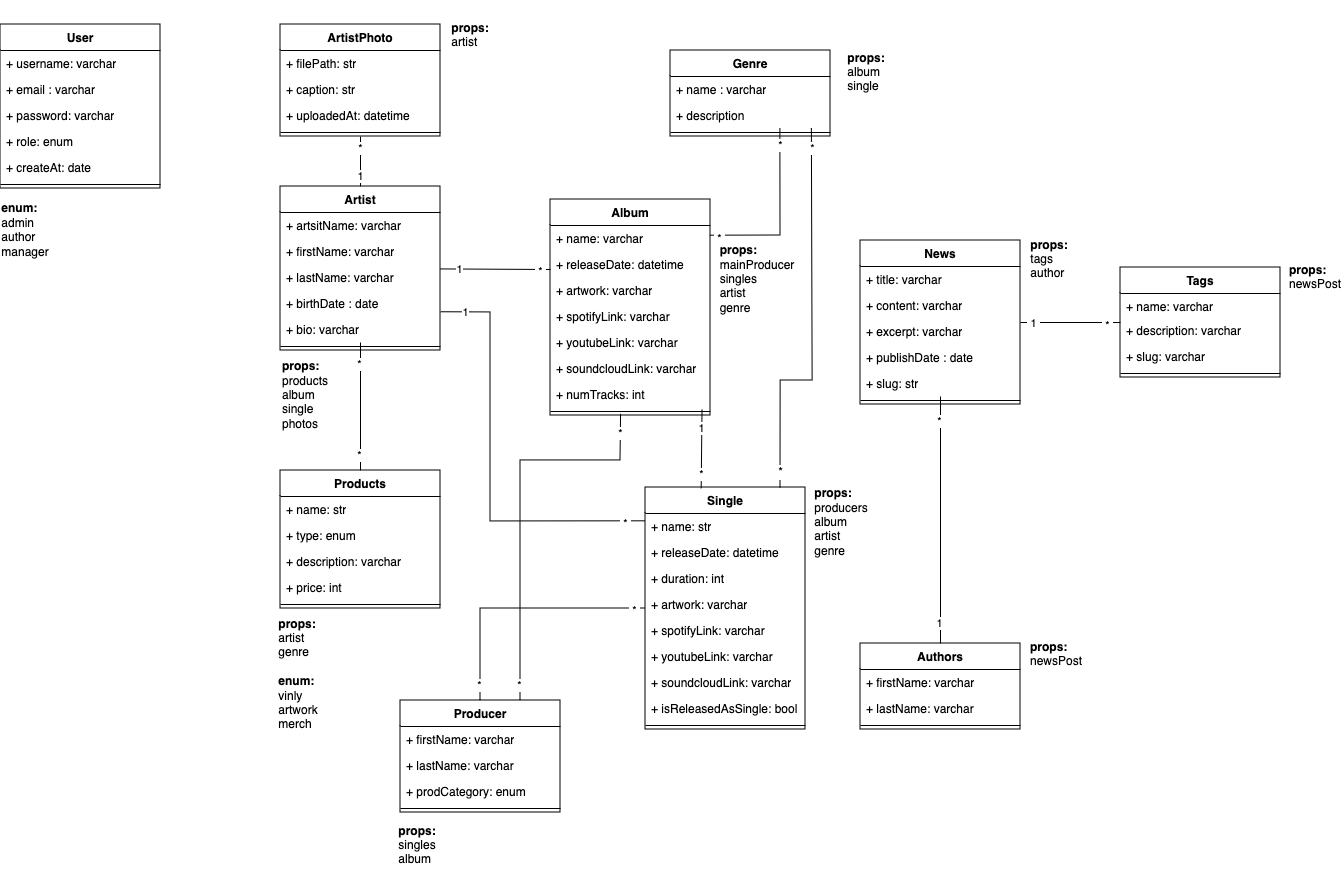 User
+ username: varchar
+ email : varchar
+ password: varchar
+ role: enum
+ createAt: date
enum:
admin
author
manager
ArtistPhoto
+ filePath: str
+ caption: str
+ uploadedAt: datetime
props:
artist
*
1
Artist
+ artsitName: varchar
+ firstName: varchar
+ lastName: varchar
+ birthDate : date
+ bio: varchar
props:
products
album
single
photos
1
*
1
*
*
*
Products
+ name: str
+ type: enum
+ description: varchar
+ price: int
props:
artist
genre
enum:
vinly
artwork
merch
Genre
+ name : varchar
+ description
props:
album
single
*
*
*
*
Album
+ name: varchar
+ releaseDate: datetime
+ artwork: varchar
+ spotifyLink: varchar
+ youtubeLink: varchar
+ soundcloudLink: varchar
+ numTracks: int
props:
mainProducer
singles
artist
genre
*
1
*
Single
+ name: str
+ releaseDate: datetime
+ duration: int
+ artwork: varchar
+ spotifyLink: varchar
+ youtubeLink: varchar
+ soundcloudLink: varchar
+ isReleasedAsSingle: bool
props:
producers
album
artist
genre
*
*
*
Producer
+ firstName: varchar
+ lastName: varchar
+ prodCategory: enum
props:
singles
album
News
+ title: varchar
+ content: varchar
+ excerpt: varchar
+ publishDate : date
+ slug: str
props:
tags
author
1
*
Tags
+ name: varchar
+ description: varchar
+ slug: varchar
props:
newsPost
*
1
Authors
+ firstName: varchar
+ lastName: varchar
props:
newsPost